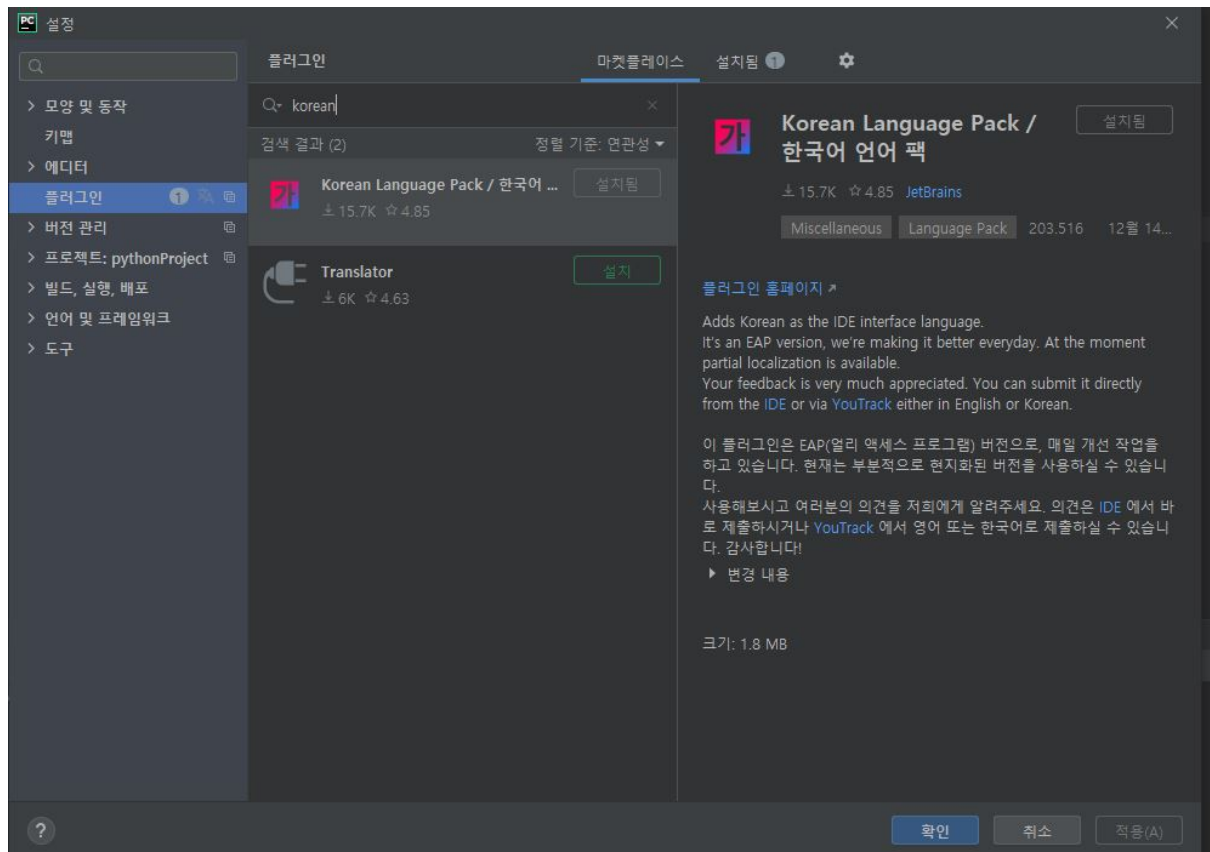 PC 설정
플러그인
마켓플레이스
설치됨 1
모양 및 동작
키맵
에디터
플러그인 1
버전 관리
프로젝트: pythonProject
빌드, 실행, 배포
언어 및 프레임워크
도구
korean
검색 결과 (2)
정렬 기준: 연관성
가
Korean Language Pack / 한국어 ...
설치됨
15.7K 4.85
Translator
설치
6K 4.63
가
Korean Language Pack /
한국어 언어 팩
설치됨
15.7K 4.85 JetBrains
Miscellaneous Language Pack 203.516 12월 14...
플러그인 홈페이지
Adds Korean as the IDE interface language.
It's an EAP version, we're making it better everyday. At the moment
partial localization is available.
Your feedback is very much appreciated. You can submit it directly
from the IDE or via YouTrack either in English or Korean.
이 플러그인은 EAP(얼리 액세스 프로그램) 버전으로, 매일 개선 작업을
하고 있습니다. 현재는 부분적으로 현지화된 버전을 사용하실 수 있습니
다.
사용해보시고 여러분의 의견을 저희에게 알려주세요. 의견은 IDE 에서 바
로 제출하시거나 YouTrack 에서 영어 또는 한국어로 제출하실 수 있습니
다. 감사합니다!
변경 내용
크기: 1.8 MB
?
확인
취소
적용(A)